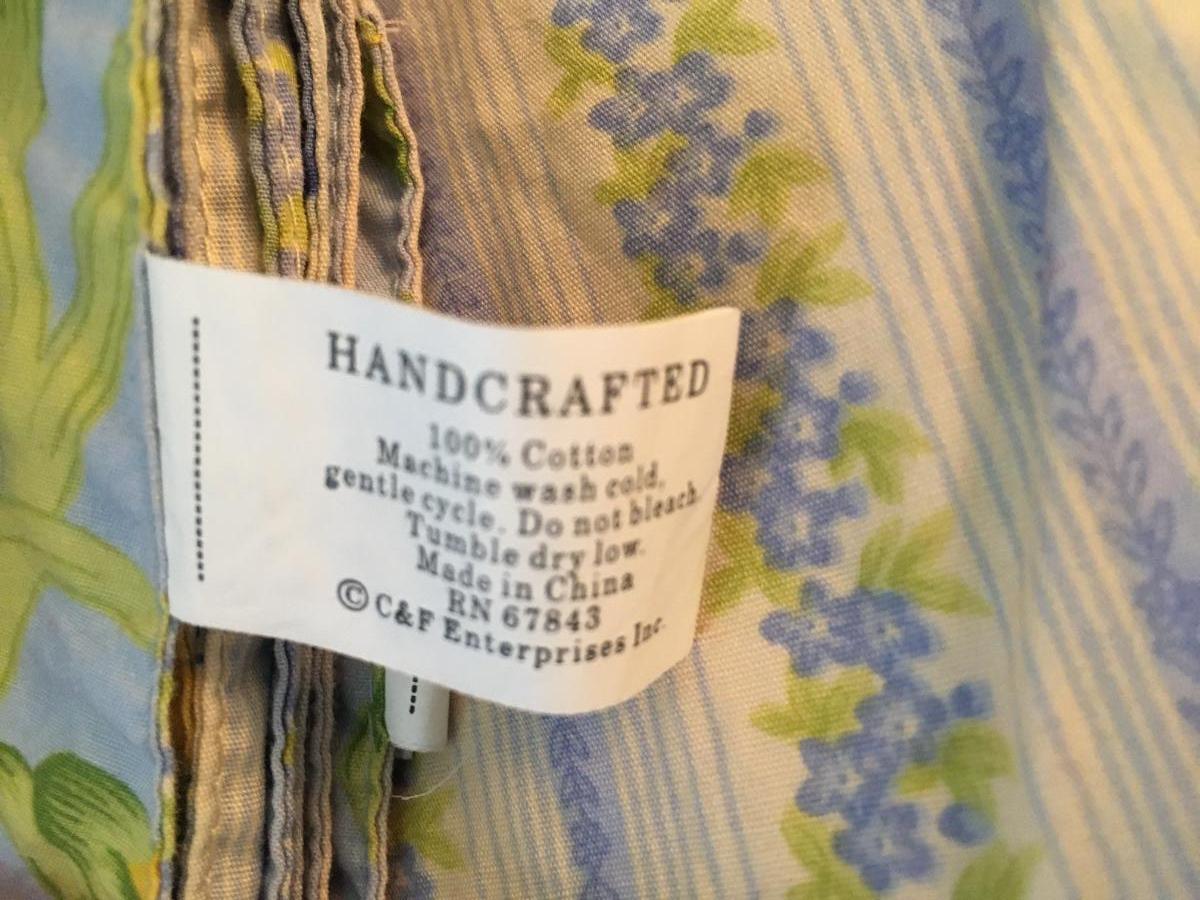 HANDCRAFTED
100% Cotton
Machine wash cold,
gentle cycle. Do not bleach.
Tumble dry low.
Made in China
RN 67843
© C&F Enterprises Inc.